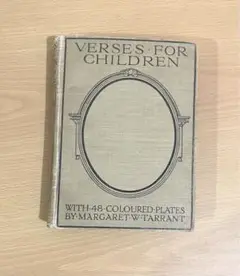 VERSES·FOR
CHILDREN
WITH·48·COLOURED·PLATES
BY·MARGARET·W·TARRANT